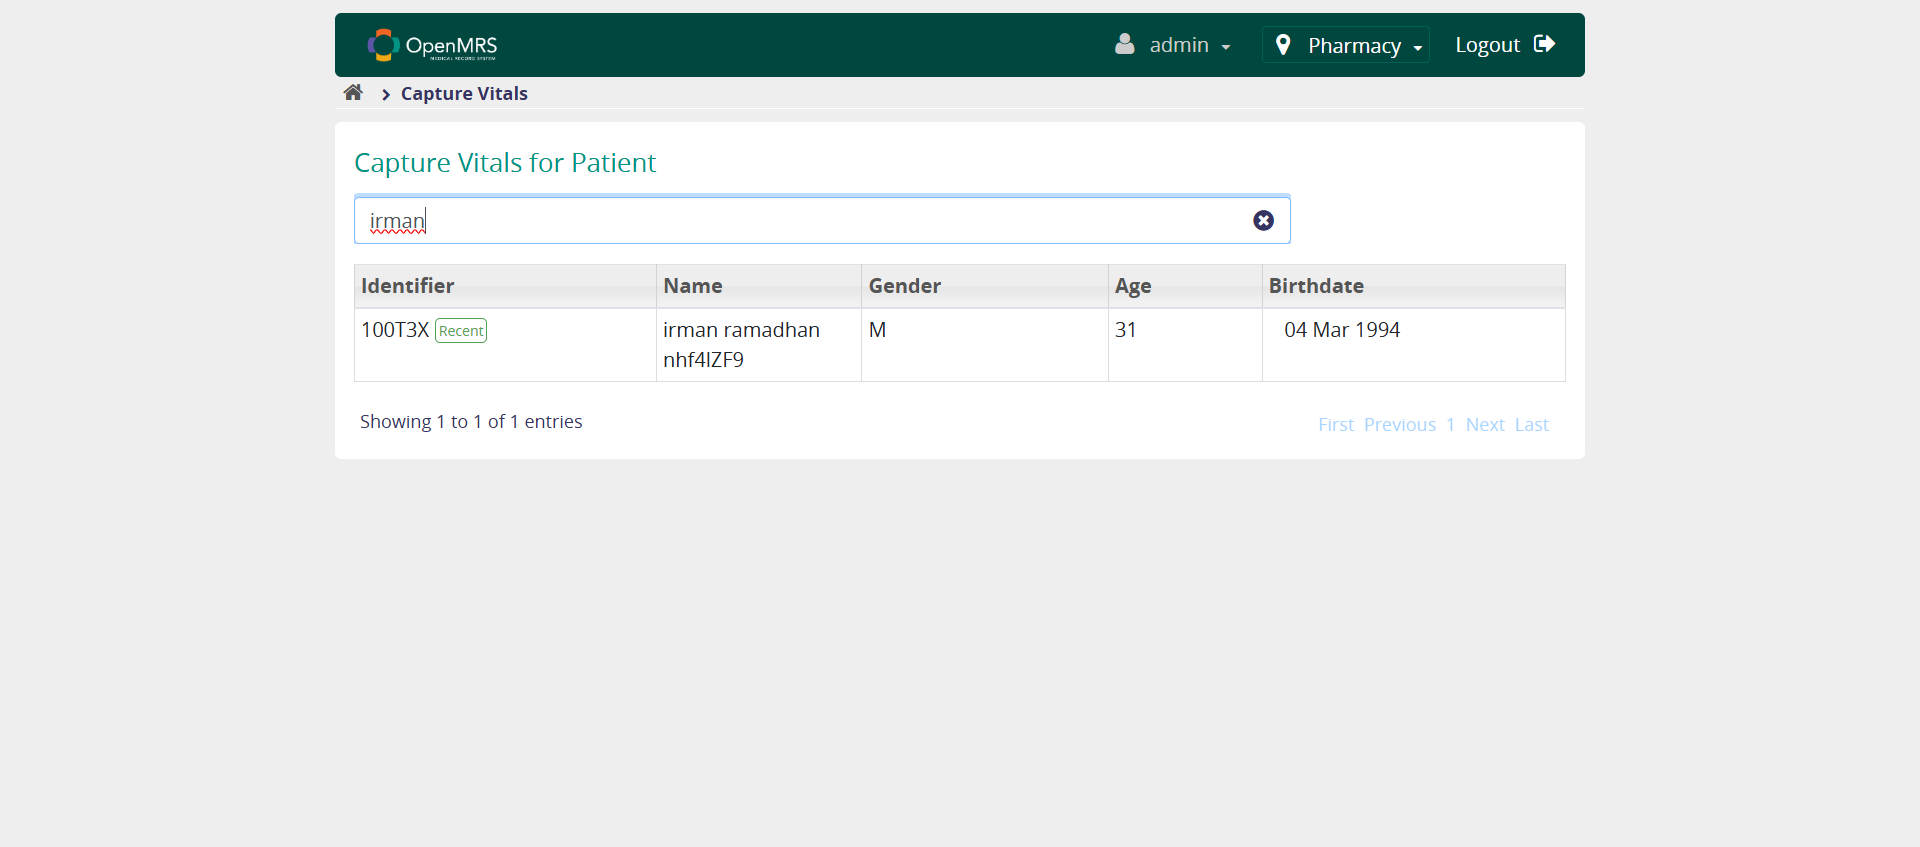 OpenMRS
MEDICAL RECORD SYSTEM
admin
Pharmacy
Logout
Capture Vitals
Capture Vitals for Patient
irman
Identifier Name Gender Age Birthdate
100T3X Recent irman ramadhan M 31 04 Mar 1994
nhf4IZF9
Showing 1 to 1 of 1 entries
First Previous 1 Next Last